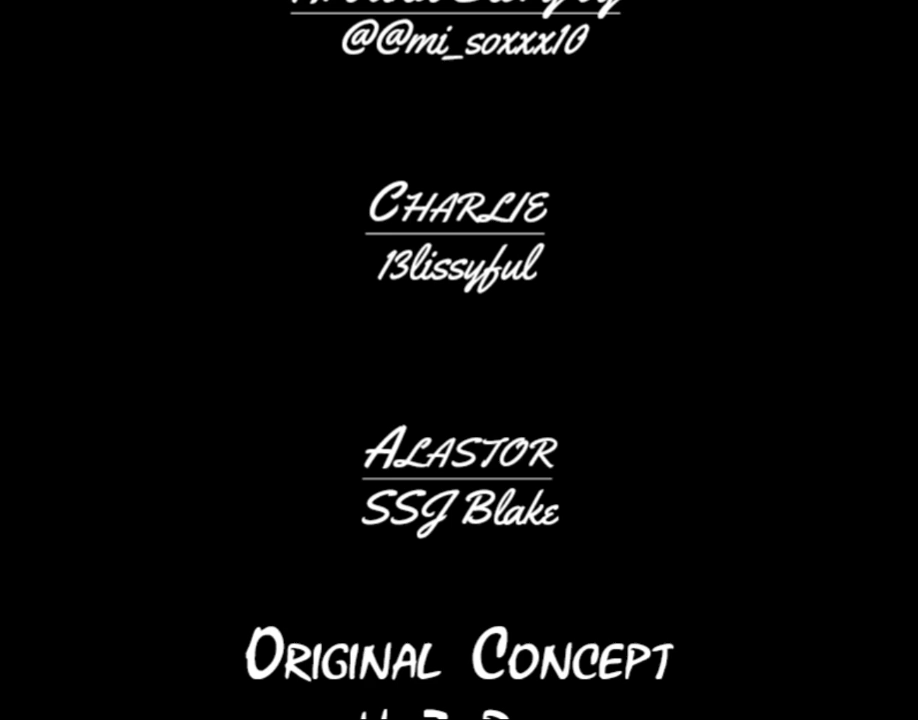 @@mi_soxxx10
CHARLIE
13lissyful
ALASTOR
SSJ Blake
ORIGINAL CONCEPT